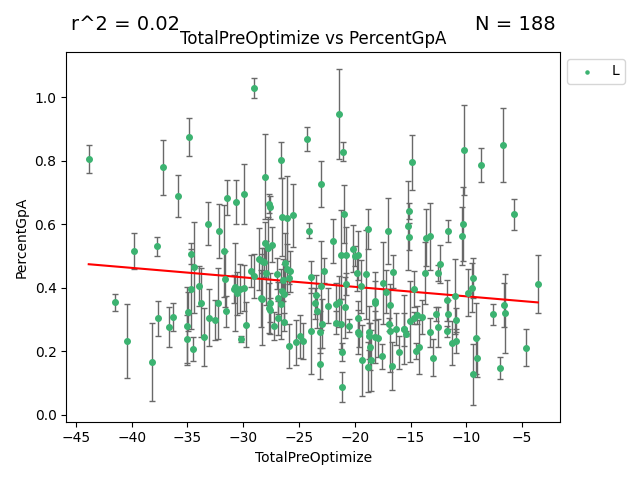 r^2 = 0.02
N = 188
TotalPreOptimize vs PercentGpA
L
1.0
0.8
0.6
0.4
0.2
0.0
PercentGpA
−45 −40 −35 −30 −25 −20 −15 −10 −5
TotalPreOptimize